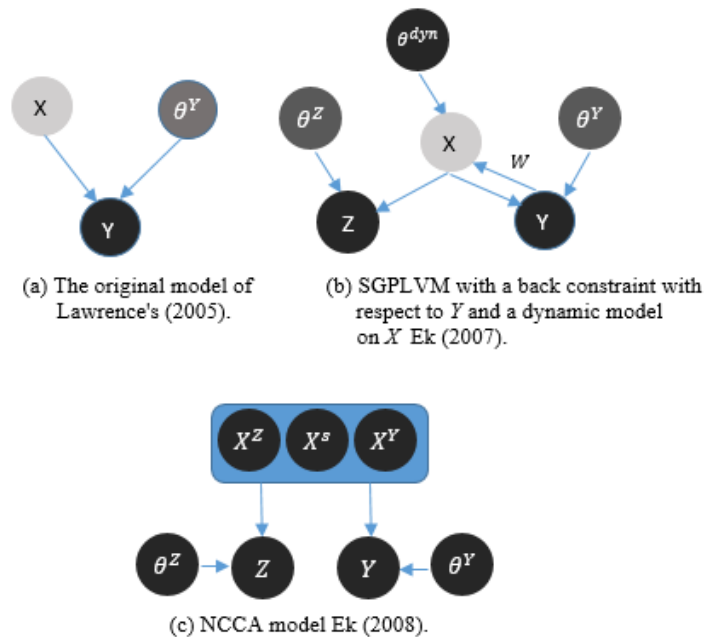 θ^dyn
X
θ^Y
θ^Z
X
θ^Y
W
Y
Z
Y
(a) The original model of
Lawrence's (2005).
(b) SGPLVM with a back constraint with
respect to Y and a dynamic model
on X Ek (2007).
X^Z X^s X^Y
θ^Z Z Y θ^Y
(c) NCCA model Ek (2008).